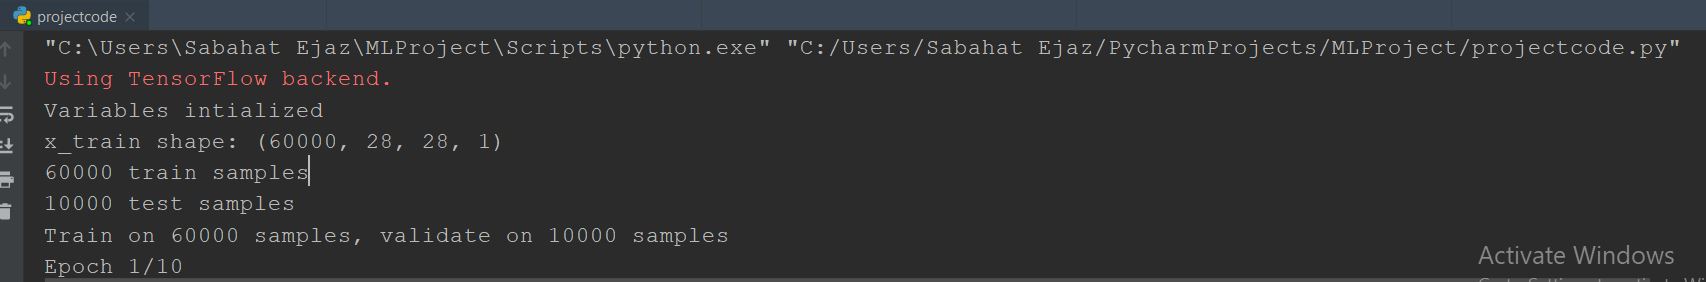 projectcode
"C:\Users\Sabahat Ejaz\MLProject\Scripts\python.exe" "C:/Users/Sabahat Ejaz/PycharmProjects/MLProject/projectcode.py"
Using TensorFlow backend.
Variables intialized
x_train shape: (60000, 28, 28, 1)
60000 train samples
10000 test samples
Train on 60000 samples, validate on 10000 samples
Epoch 1/10
Activate Windows